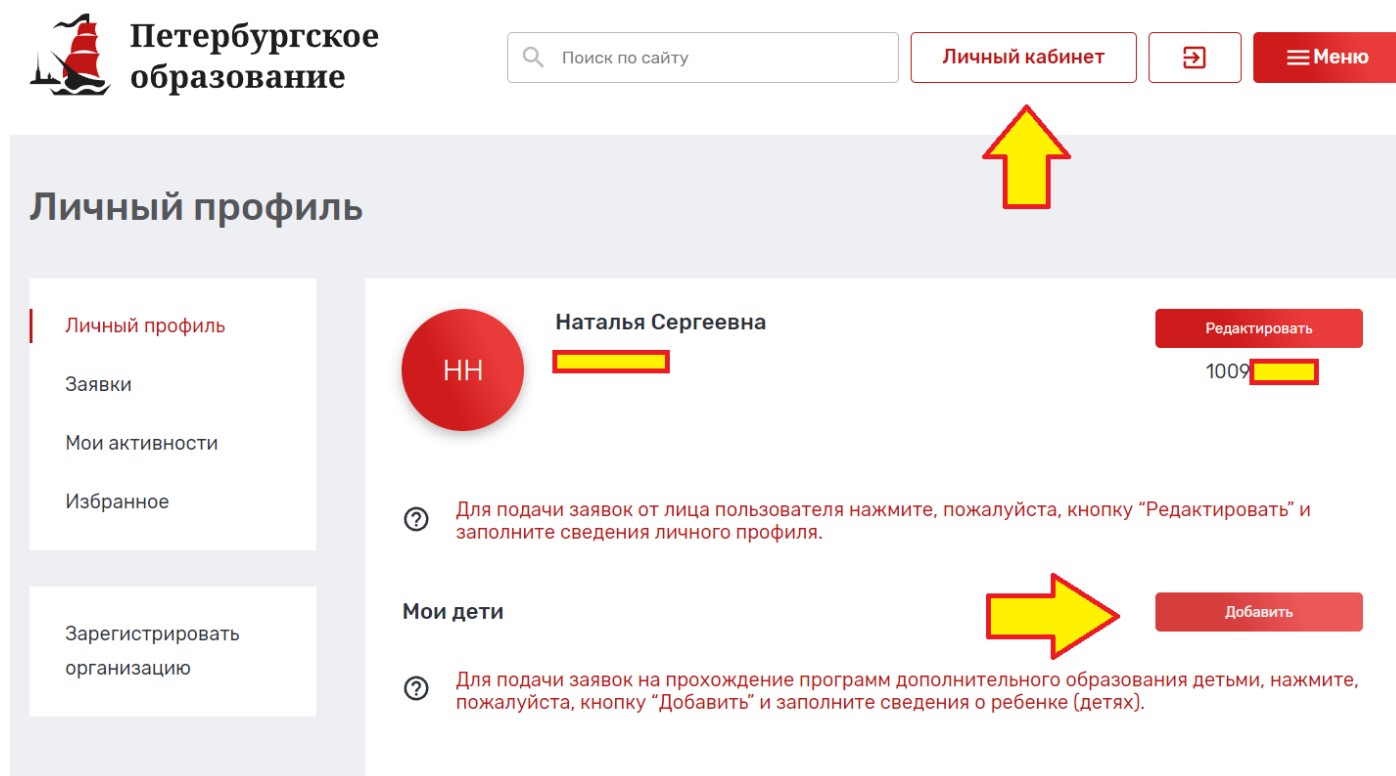 Петербургское
образование
Поиск по сайту
Личный кабинет
Меню
Личный профиль
Личный профиль
Заявки
Мои активности
Избранное
Зарегистрировать
организацию
НН
Наталья Сергеевна
Редактировать
1009
Для подачи заявок от лица пользователя нажмите, пожалуйста, кнопку “Редактировать” и
заполните сведения личного профиля.
Мои дети
Добавить
Для подачи заявок на прохождение программ дополнительного образования детьми, нажмите,
пожалуйста, кнопку “Добавить” и заполните сведения о ребенке (детях).